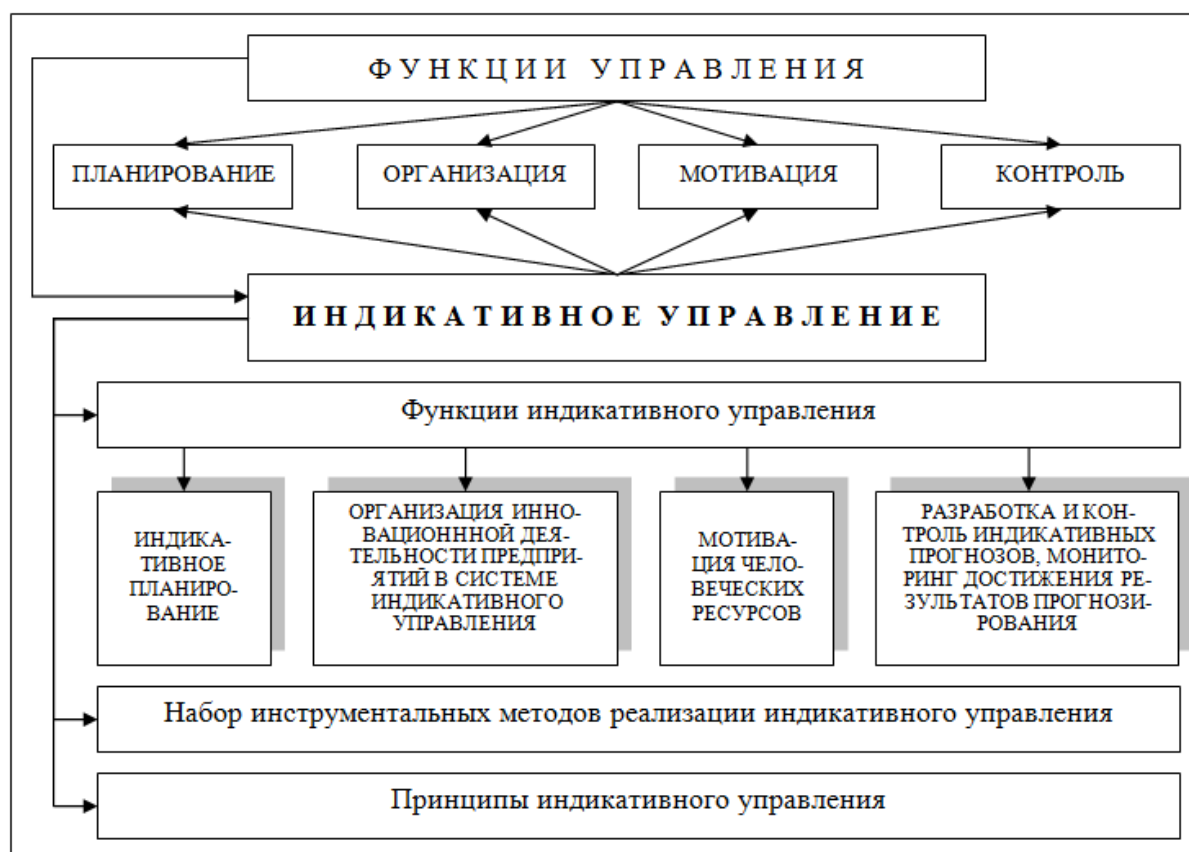 ФУНКЦИИ УПРАВЛЕНИЯ
ПЛАНИРОВАНИЕ
ОРГАНИЗАЦИЯ
МОТИВАЦИЯ
КОНТРОЛЬ
ИНДИКАТИВНОЕ УПРАВЛЕНИЕ
Функции индикативного управления
ИНДИКА-
ТИВНОЕ
ПЛАНИРО-
ВАНИЕ
ОРГАНИЗАЦИЯ ИННО-
ВАЦИОНННОЙ ДЕЯ-
ТЕЛЬНОСТИ ПРЕДПРИ-
ЯТИЙ В СИСТЕМЕ
ИНДИКАТИВНОГО
УПРАВЛЕНИЯ
МОТИВА-
ЦИЯ ЧЕЛО-
ВЕЧЕСКИХ
РЕСУРСОВ
РАЗРАБОТКА И КОН-
ТРОЛЬ ИНДИКАТИВНЫХ
ПРОГНОЗОВ, МОНИТО-
РИНГ ДОСТИЖЕНИЯ РЕ-
ЗУЛЬТАТОВ ПРОГНОЗИ-
РОВАНИЯ
Набор инструментальных методов реализации индикативного управления
Принципы индикативного управления